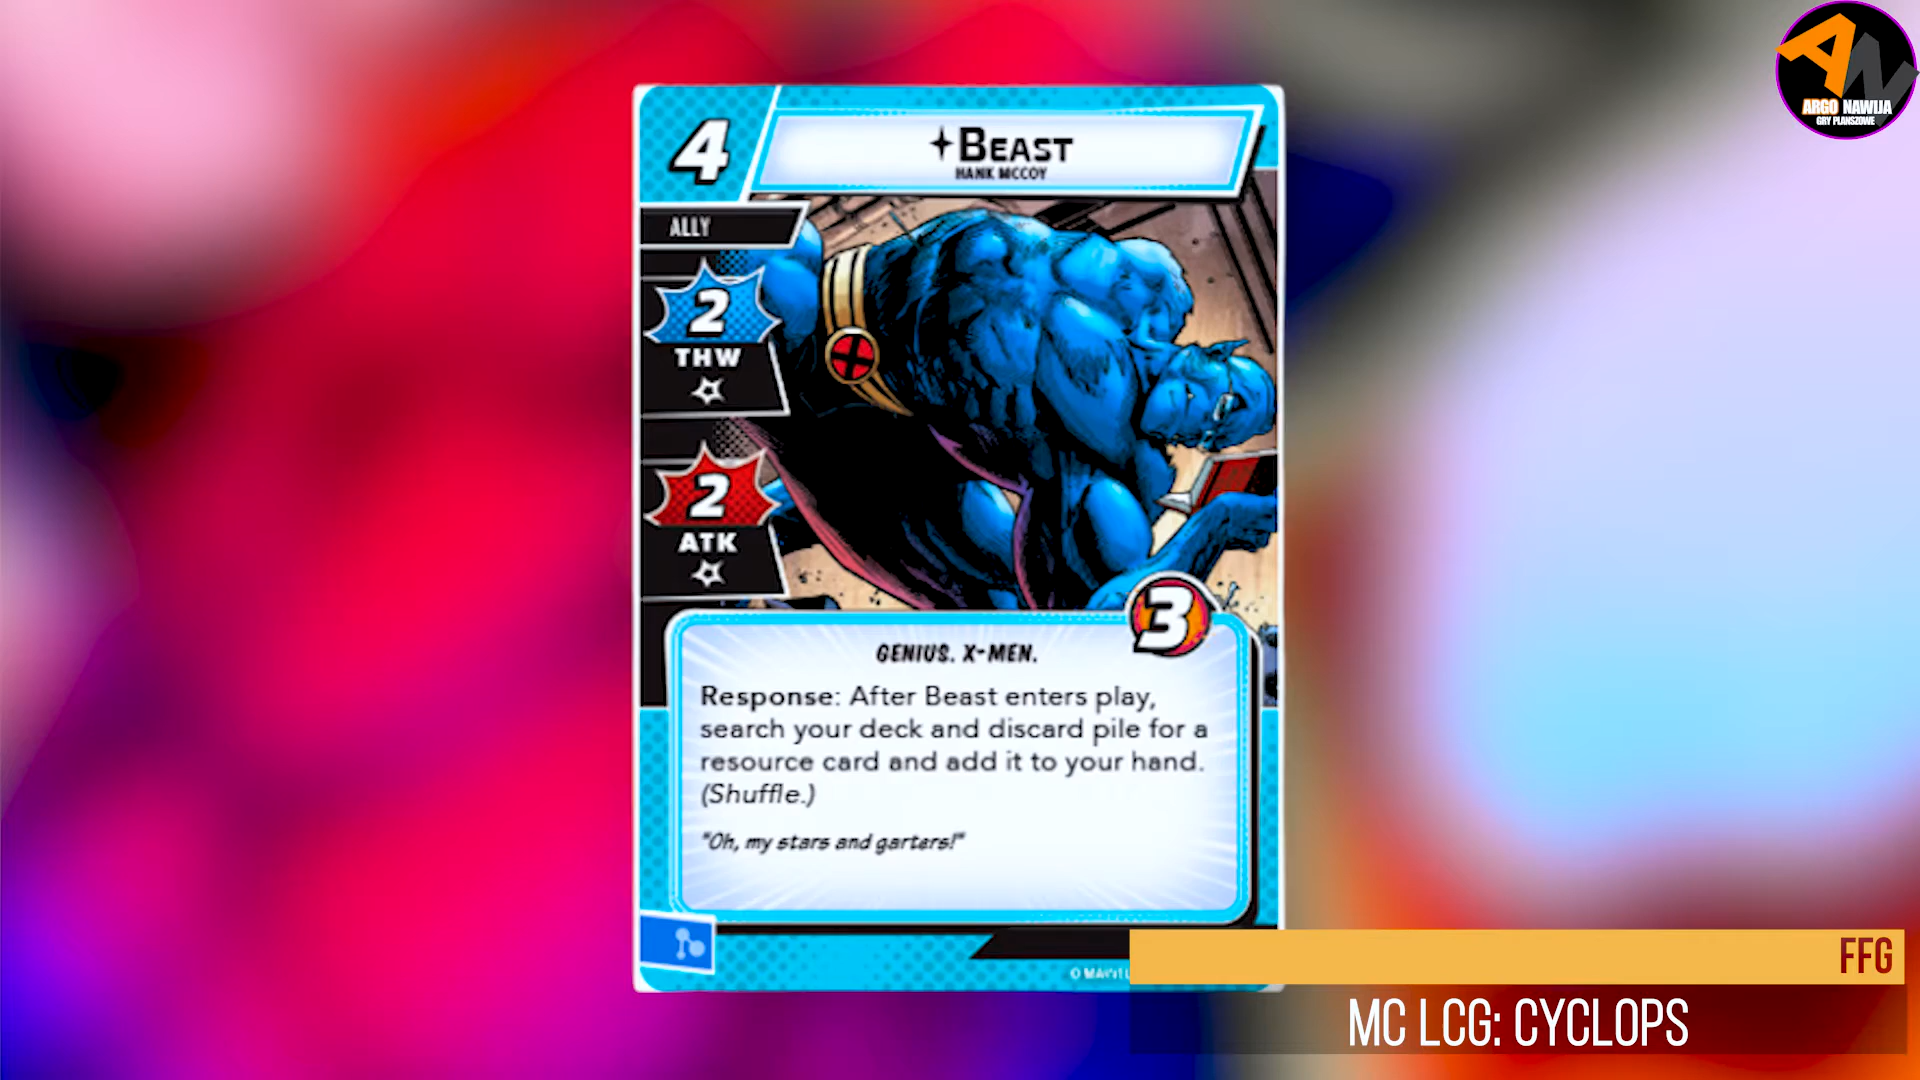 ARGO NAWIJA
GRY PLANSZOWE
4
BEAST
HANK MCCOY
ALLY
2
THW
2
ATK
3
GENIUS. X-MEN.
Response: After Beast enters play,
search your deck and discard pile for a
resource card and add it to your hand.
(Shuffle.)
"Oh, my stars and garters!"
FFG
MC LCG: CYCLOPS